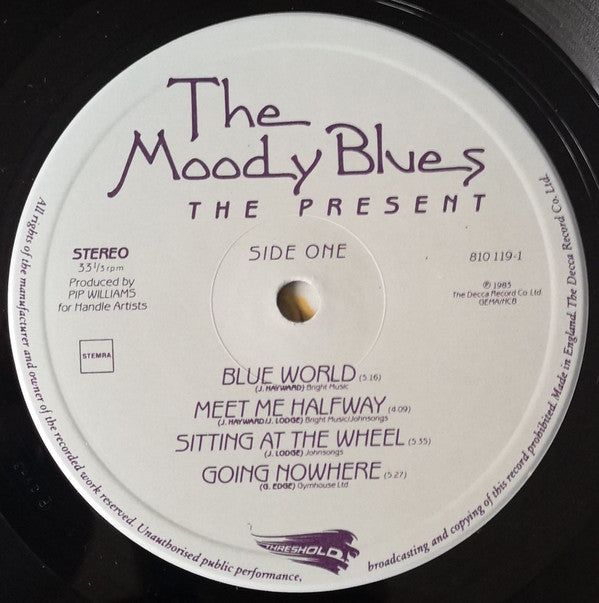 The
Moody Blues
THE PRESENT
STEREO
33 1/3 rpm
Produced by
PIP WILLIAMS
for Handle Artists
STEMRA
SIDE ONE
810 119-1
℗ 1983
The Decca Record Co Ltd
GEMA/NCB
BLUE WORLD (5.16)
(J. HAYWARD) Bright Music
MEET ME HALFWAY (4.09)
(J. HAYWARD/J. LODGE) Bright Music/Johnsongs
SITTING AT THE WHEEL (5.35)
(J. LODGE) Johnsongs
GOING NOWHERE (5.27)
(G. EDGE) Gymhouse Ltd
THRESHOLD
All rights of the manufacturer and owner of the recorded work reserved. Unauthorised public performance, broadcasting and copying of this record prohibited. Made in England. The Decca Record Co. Ltd.